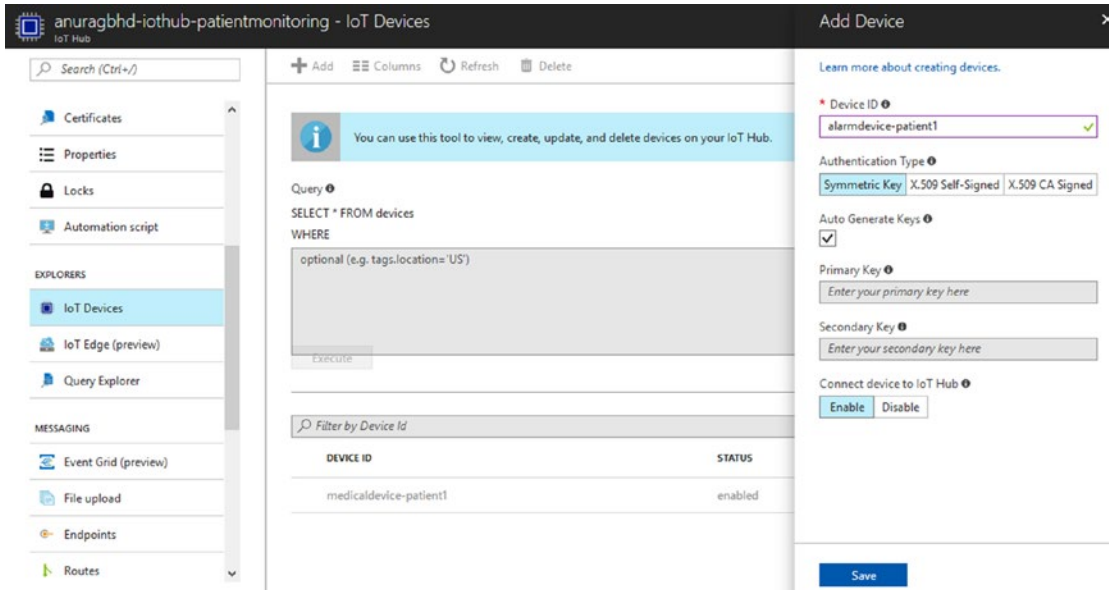 anuragbhd-iothub-patientmonitoring - IoT Devices
IoT Hub
Search (Ctrl+/)
Certificates
Properties
Locks
Automation script
EXPLORERS
IoT Devices
IoT Edge (preview)
Query Explorer
MESSAGING
Event Grid (preview)
File upload
Endpoints
Routes
Add Columns Refresh Delete
You can use this tool to view, create, update, and delete devices on your IoT Hub.
Query
SELECT * FROM devices
WHERE
optional (e.g. tags.location='US')
Execute
Filter by Device Id
DEVICE ID STATUS
medicaldevice-patient1 enabled
Add Device
Learn more about creating devices.
* Device ID
alarmdevice-patient1
Authentication Type
Symmetric Key X.509 Self-Signed X.509 CA Signed
Auto Generate Keys
Primary Key
Enter your primary key here
Secondary Key
Enter your secondary key here
Connect device to IoT Hub
Enable Disable
Save